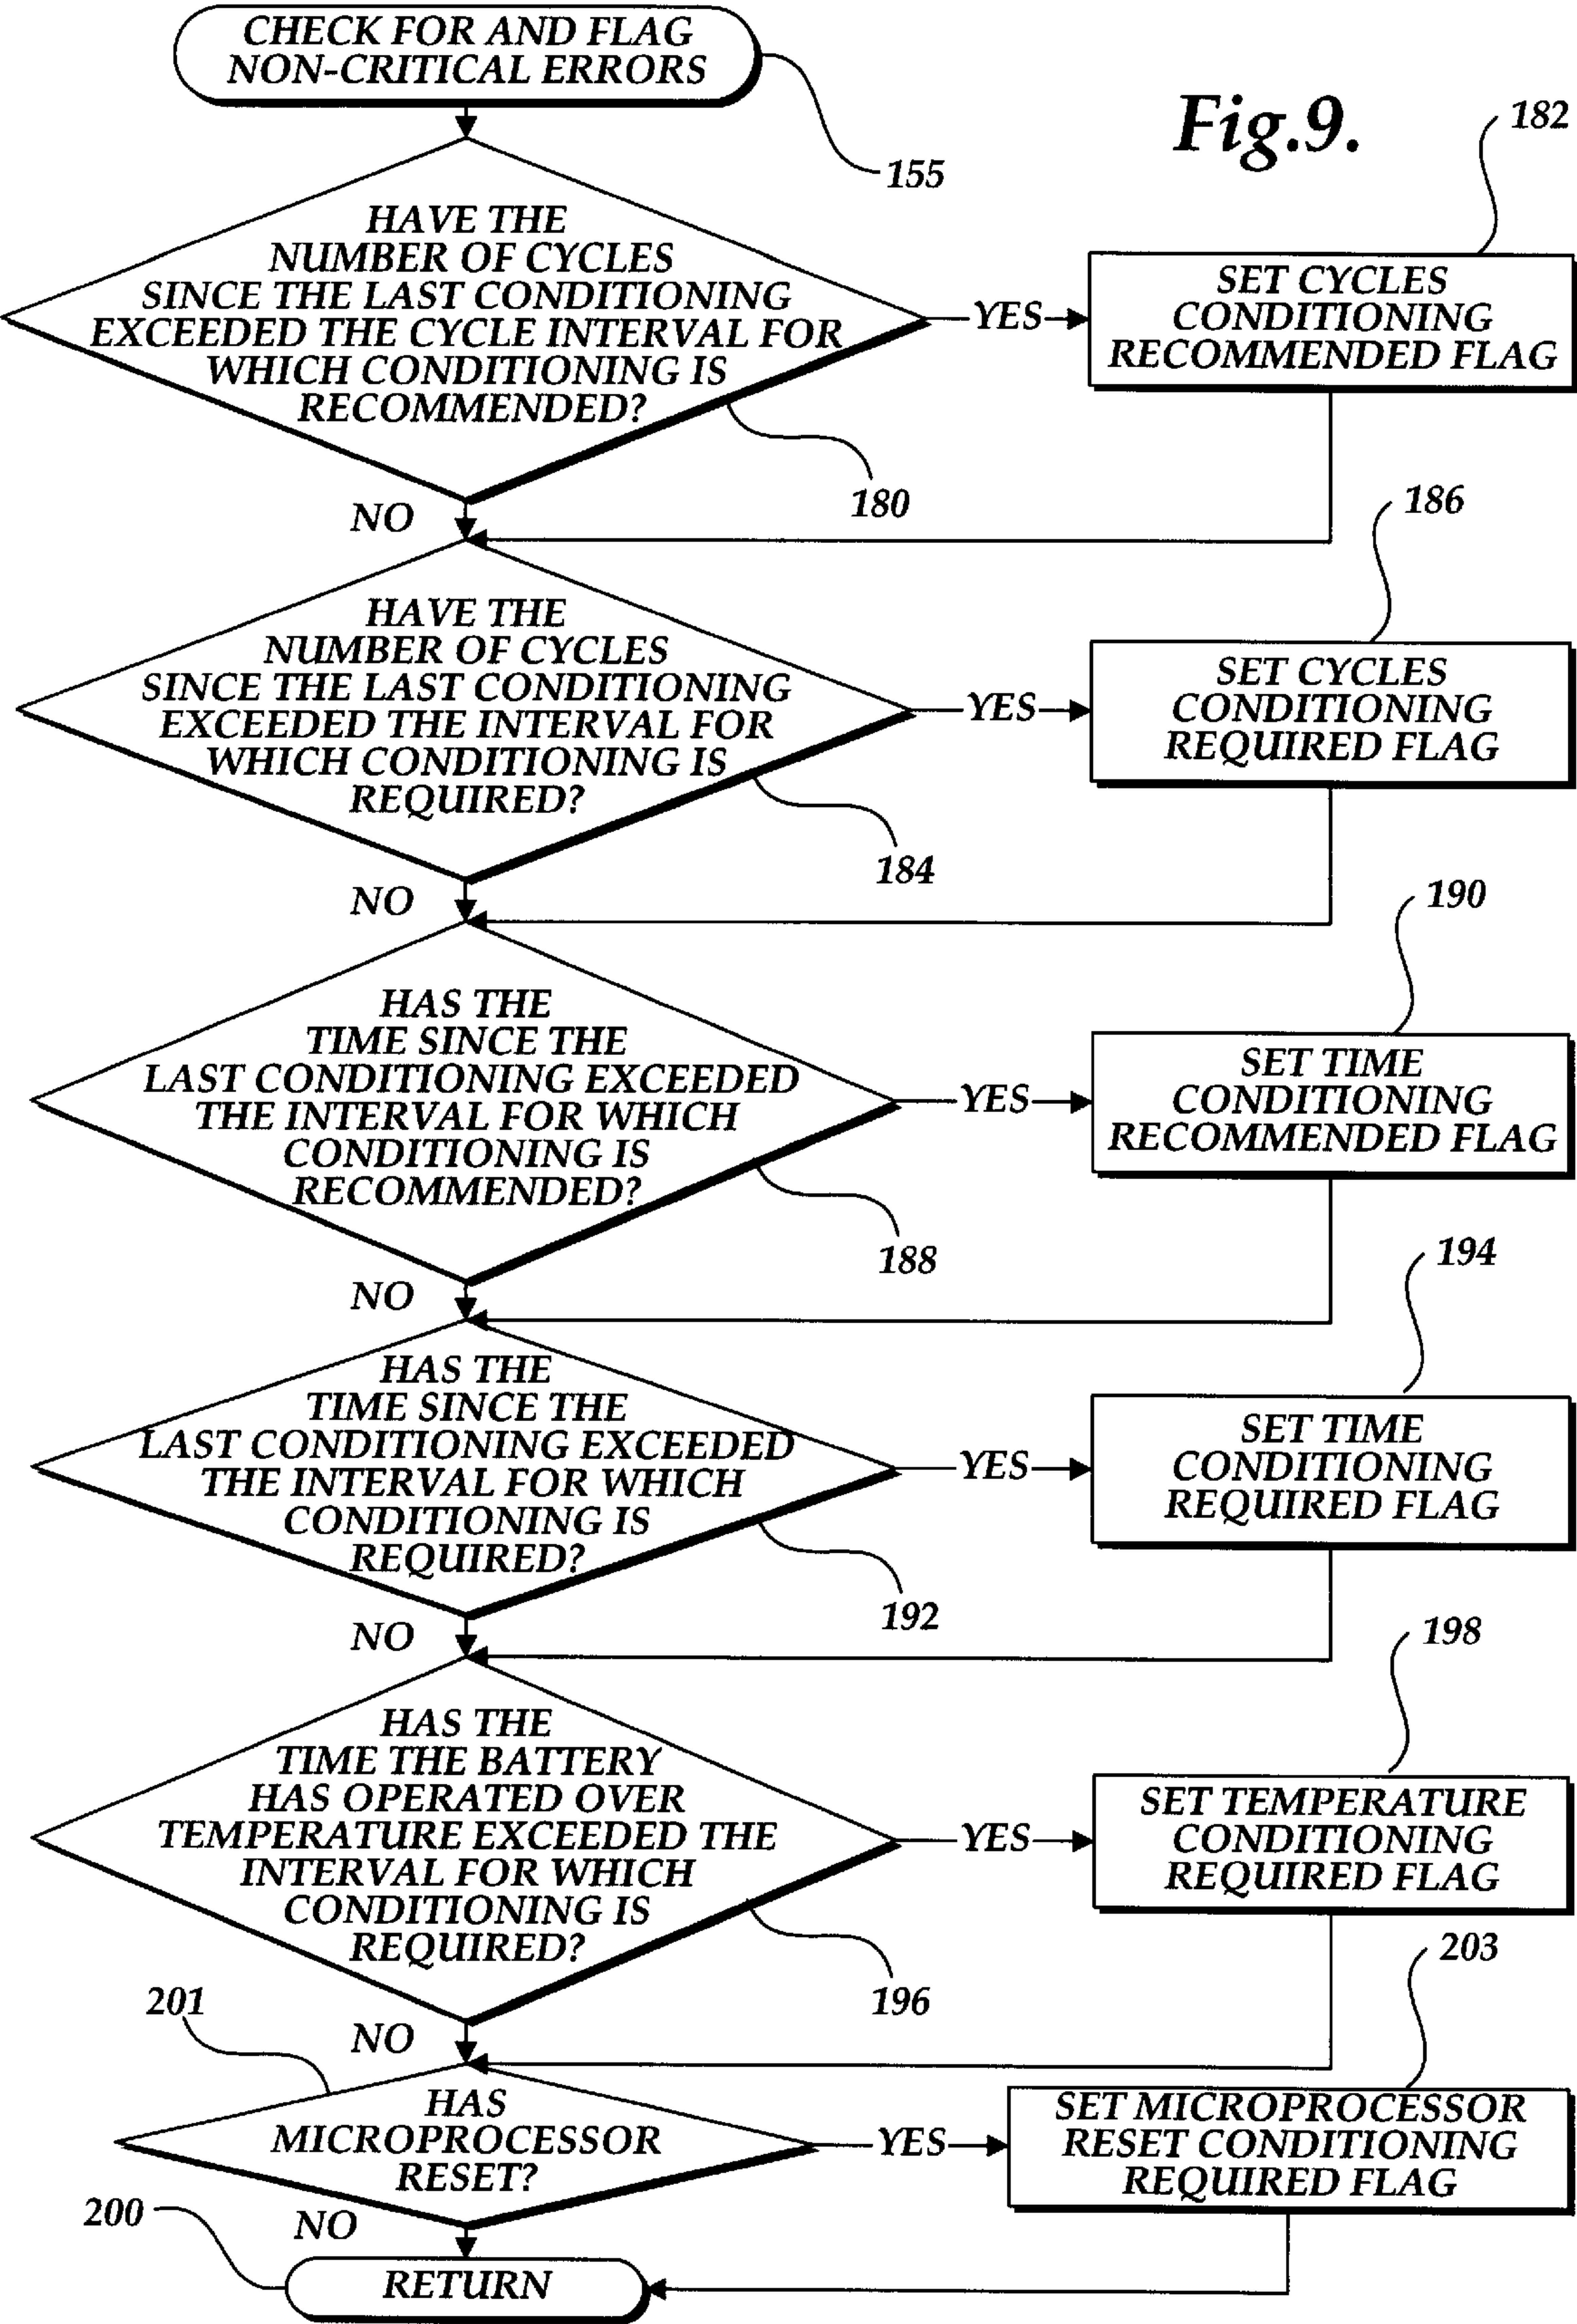 CHECK FOR AND FLAG
NON-CRITICAL ERRORS
Fig.9.
155
182
HAVE THE
NUMBER OF CYCLES
SINCE THE LAST CONDITIONING
EXCEEDED THE CYCLE INTERVAL FOR
WHICH CONDITIONING IS
RECOMMENDED?
YES
SET CYCLES
CONDITIONING
RECOMMENDED FLAG
180
NO
186
HAVE THE
NUMBER OF CYCLES
SINCE THE LAST CONDITIONING
EXCEEDED THE INTERVAL FOR
WHICH CONDITIONING IS
REQUIRED?
YES
SET CYCLES
CONDITIONING
REQUIRED FLAG
184
NO
190
HAS THE
TIME SINCE THE
LAST CONDITIONING EXCEEDED
THE INTERVAL FOR WHICH
CONDITIONING IS
RECOMMENDED?
YES
SET TIME
CONDITIONING
RECOMMENDED FLAG
188
NO
194
HAS THE
TIME SINCE THE
LAST CONDITIONING EXCEEDED
THE INTERVAL FOR WHICH
CONDITIONING IS
REQUIRED?
YES
SET TIME
CONDITIONING
REQUIRED FLAG
192
NO
198
HAS THE
TIME THE BATTERY
HAS OPERATED OVER
TEMPERATURE EXCEEDED THE
INTERVAL FOR WHICH
CONDITIONING IS
REQUIRED?
YES
SET TEMPERATURE
CONDITIONING
REQUIRED FLAG
196
201
NO
203
HAS
MICROPROCESSOR
RESET?
YES
SET MICROPROCESSOR
RESET CONDITIONING
REQUIRED FLAG
200
NO
RETURN